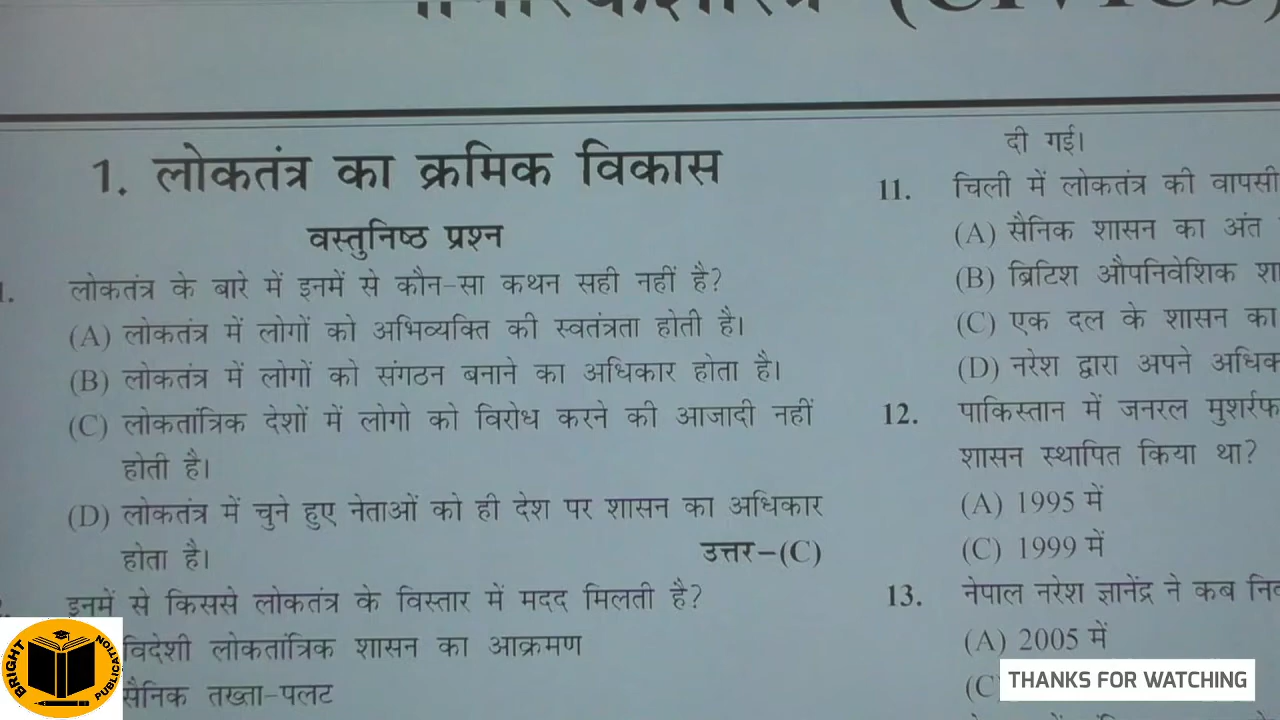 (CIVICS)
1. लोकतंत्र का क्रमिक विकास
वस्तुनिष्ठ प्रश्न
लोकतंत्र के बारे में इनमें से कौन-सा कथन सही नहीं है?
(A) लोकतंत्र में लोगों को अभिव्यक्ति की स्वतंत्रता होती है।
(B) लोकतंत्र में लोगों को संगठन बनाने का अधिकार होता है।
(C) लोकतांत्रिक देशों में लोगो को विरोध करने की आजादी नहीं
होती है।
(D) लोकतंत्र में चुने हुए नेताओं को ही देश पर शासन का अधिकार
होता है। उत्तर-(C)
इनमें से किससे लोकतंत्र के विस्तार में मदद मिलती है?
विदेशी लोकतांत्रिक शासन का आक्रमण
सैनिक तख्ता-पलट
दी गई।
11. चिली में लोकतंत्र की वापसी
(A) सैनिक शासन का अंत
(B) ब्रिटिश औपनिवेशिक
(C) एक दल के शासन का
(D) नरेश द्वारा अपने
12. पाकिस्तान में जनरल
शासन स्थापित किया था?
(A) 1995 में
(C) 1999 में
13. नेपाल नरेश ज्ञानेंद्र ने कब
(A) 2005 में
(C
BRIGHT PUBLICATION
THANKS FOR WATCHING